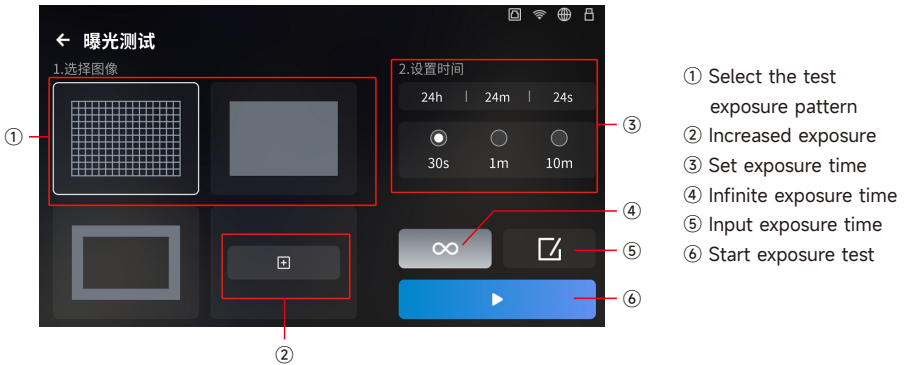 曝光测试
1.选择图像
2.设置时间
24h | 24m | 24s
30s 1m 10m
①
②
③
④
⑤
⑥
① Select the test
exposure pattern
② Increased exposure
③ Set exposure time
④ Infinite exposure time
⑤ Input exposure time
⑥ Start exposure test